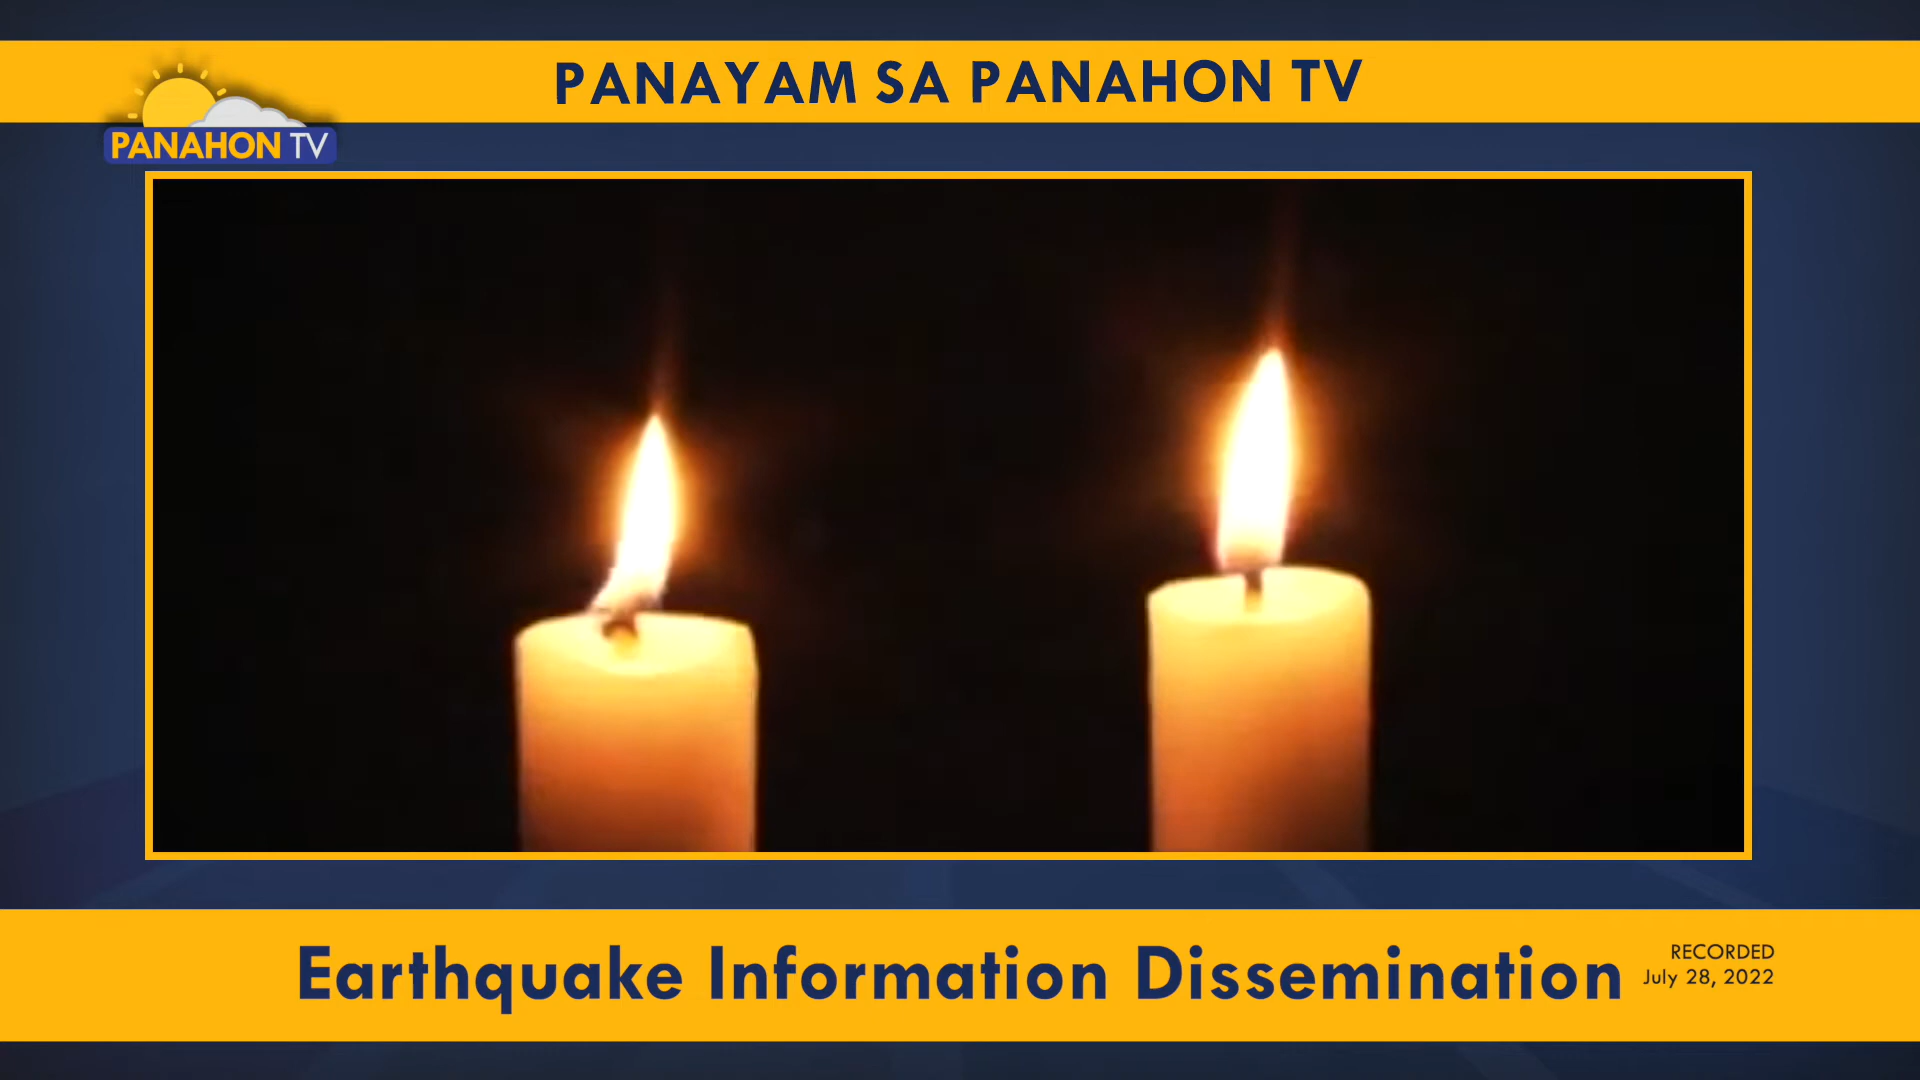 PANAYAM SA PANAHON TV
PANAHON TV
Earthquake Information Dissemination
RECORDED
July 28, 2022